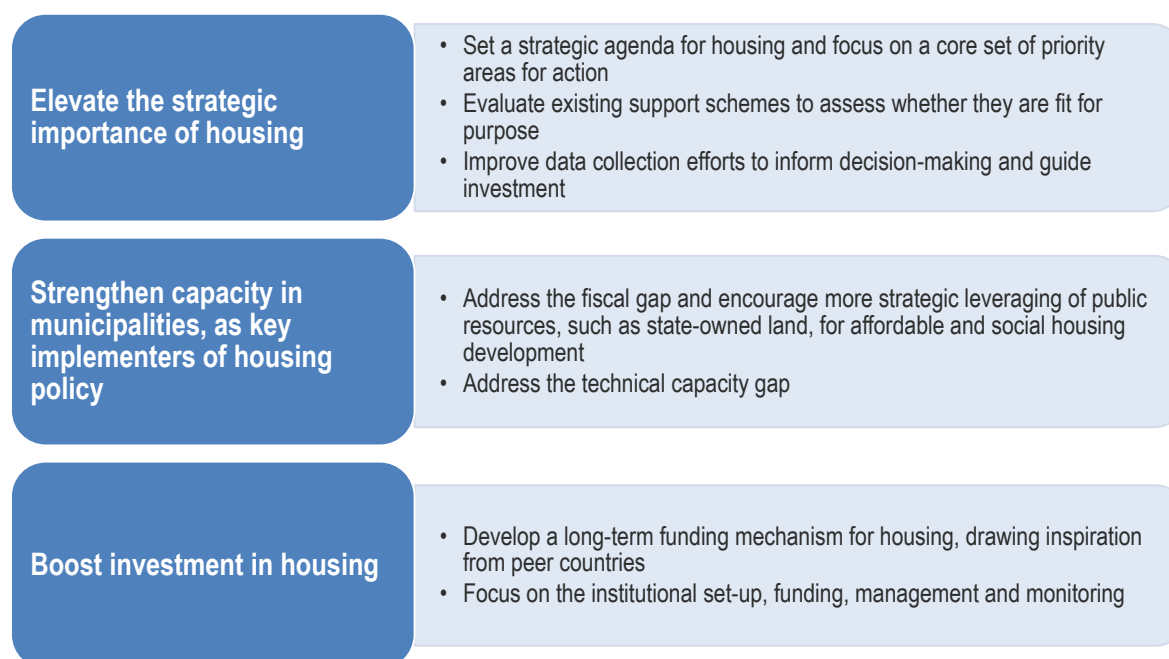 Elevate the strategic
importance of housing
• Set a strategic agenda for housing and focus on a core set of priority
areas for action
• Evaluate existing support schemes to assess whether they are fit for
purpose
• Improve data collection efforts to inform decision-making and guide
investment
Strengthen capacity in
municipalities, as key
implementers of housing
policy
• Address the fiscal gap and encourage more strategic leveraging of public
resources, such as state-owned land, for affordable and social housing
development
• Address the technical capacity gap
Boost investment in housing
• Develop a long-term funding mechanism for housing, drawing inspiration
from peer countries
• Focus on the institutional set-up, funding, management and monitoring